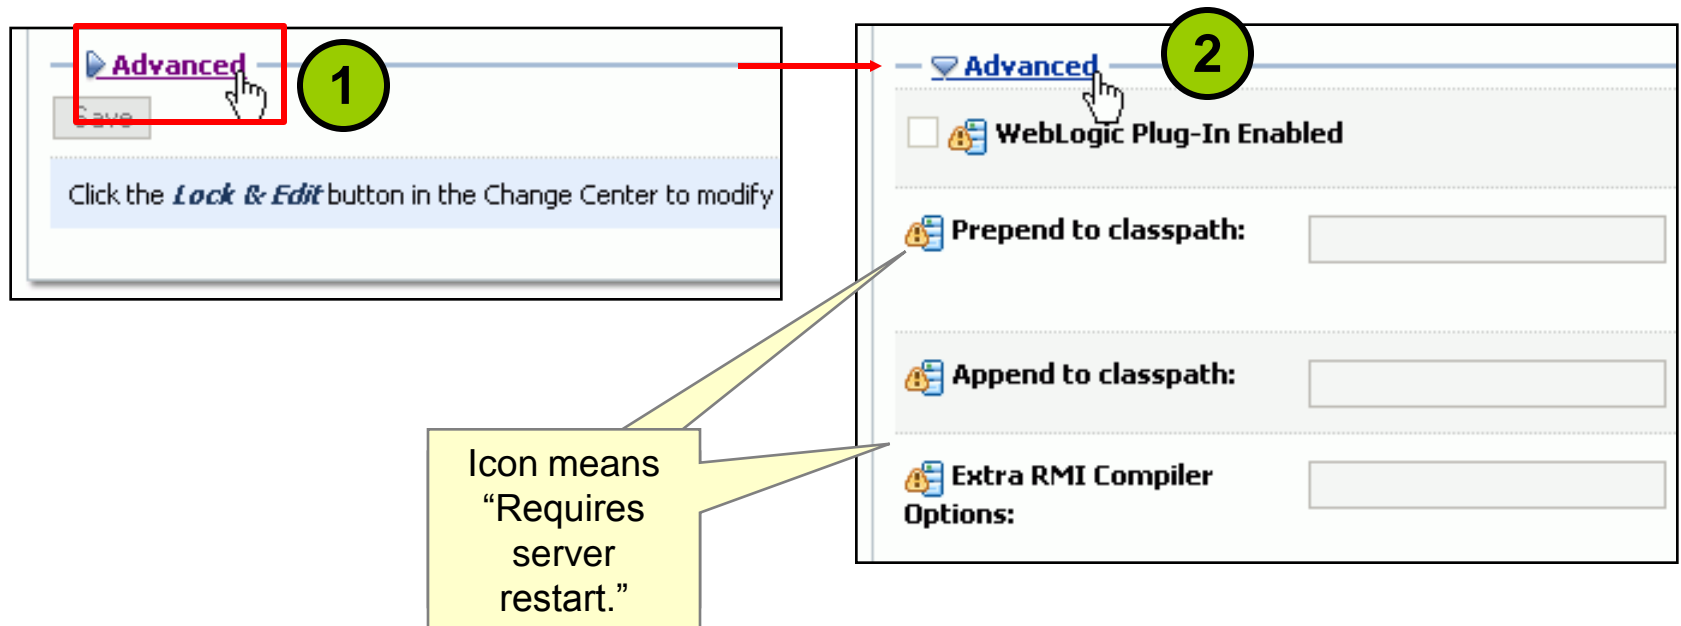 Advanced
1
Save
Click the Lock & Edit button in the Change Center to modify
2
Advanced
WebLogic Plug-In Enabled
Prepend to classpath:
Append to classpath:
Extra RMI Compiler
Options:
Icon means
“Requires
server
restart.”